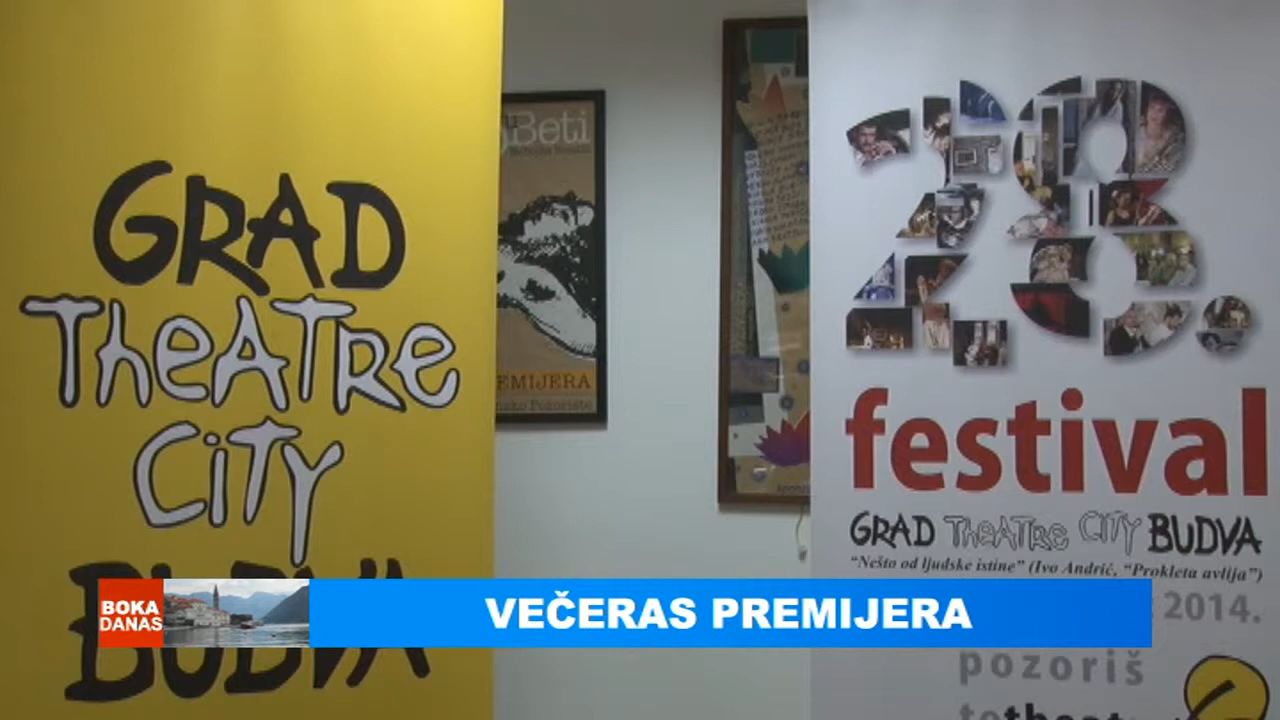 GRAD
THEATRE
CITY
BUDVA
Beti
PREMIJERA
Pozorište
28.
festival
GRAD THEATRE CITY BUDVA
“Nešto od ljudske istine” (Ivo Andrić, “Prokleta avlija”)
2014.
pozoriš
BOKA
DANAS
VEČERAS PREMIJERA